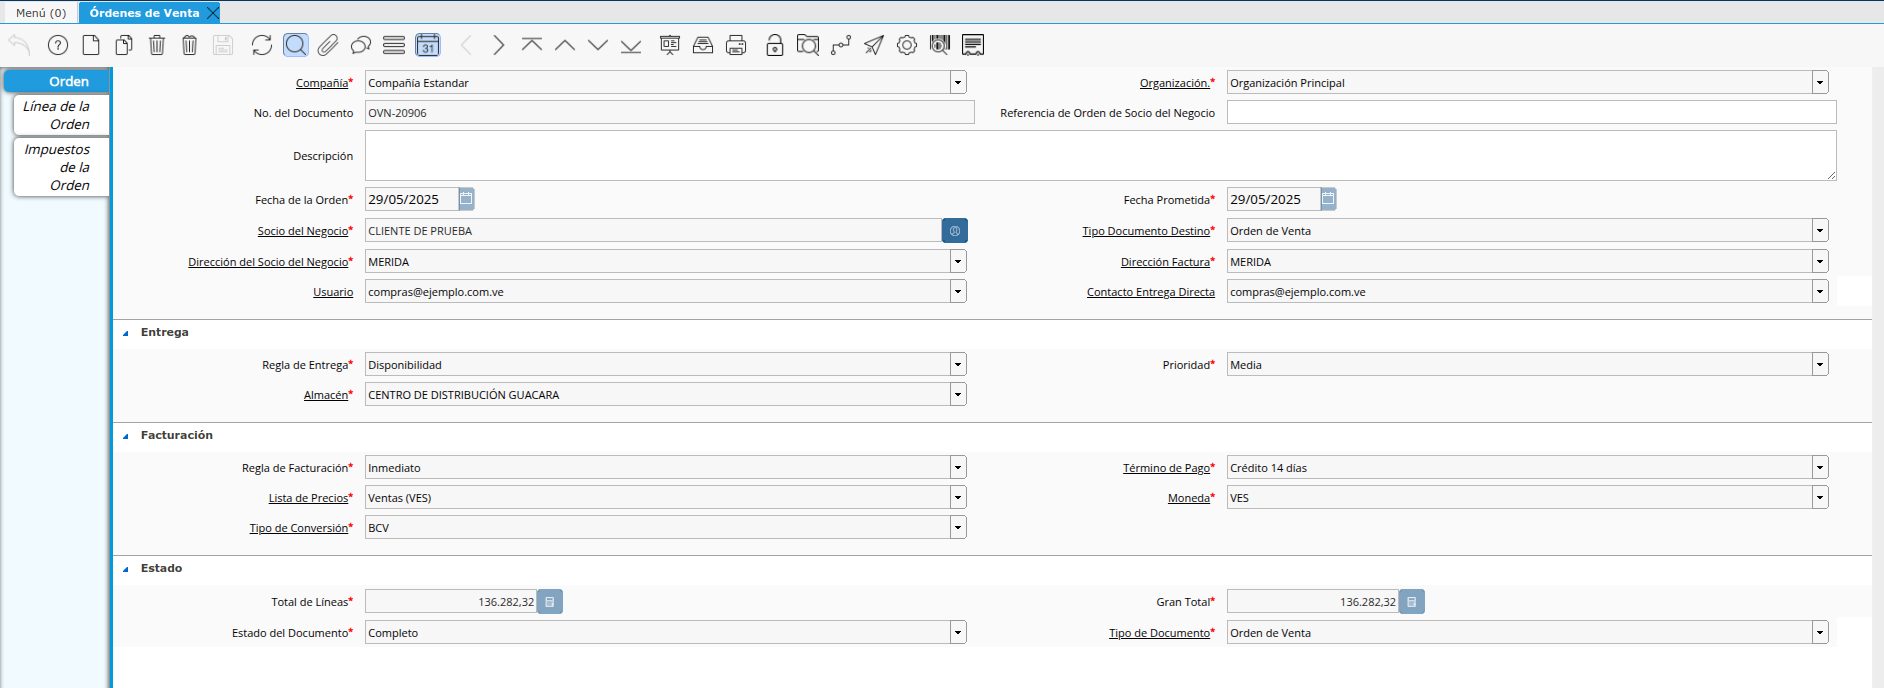 Menú (0)
Órdenes de Venta
31
Orden
Línea de la
Orden
Impuestos
de la
Orden
Compañía* Compañía Estandar
Organización.* Organización Principal
No. del Documento OVN-20906
Referencia de Orden de Socio del Negocio
Descripción
Fecha de la Orden* 29/05/2025
Fecha Prometida* 29/05/2025
Socio del Negocio* CLIENTE DE PRUEBA
Tipo Documento Destino* Orden de Venta
Dirección del Socio del Negocio* MERIDA
Dirección Factura* MERIDA
Usuario compras@ejemplo.com.ve
Contacto Entrega Directa compras@ejemplo.com.ve
Entrega
Regla de Entrega* Disponibilidad
Prioridad* Media
Almacén* CENTRO DE DISTRIBUCIÓN GUACARA
Facturación
Regla de Facturación* Inmediato
Término de Pago* Crédito 14 días
Lista de Precios* Ventas (VES)
Moneda* VES
Tipo de Conversión* BCV
Estado
Total de Líneas* 136.282,32
Gran Total* 136.282,32
Estado del Documento* Completo
Tipo de Documento* Orden de Venta